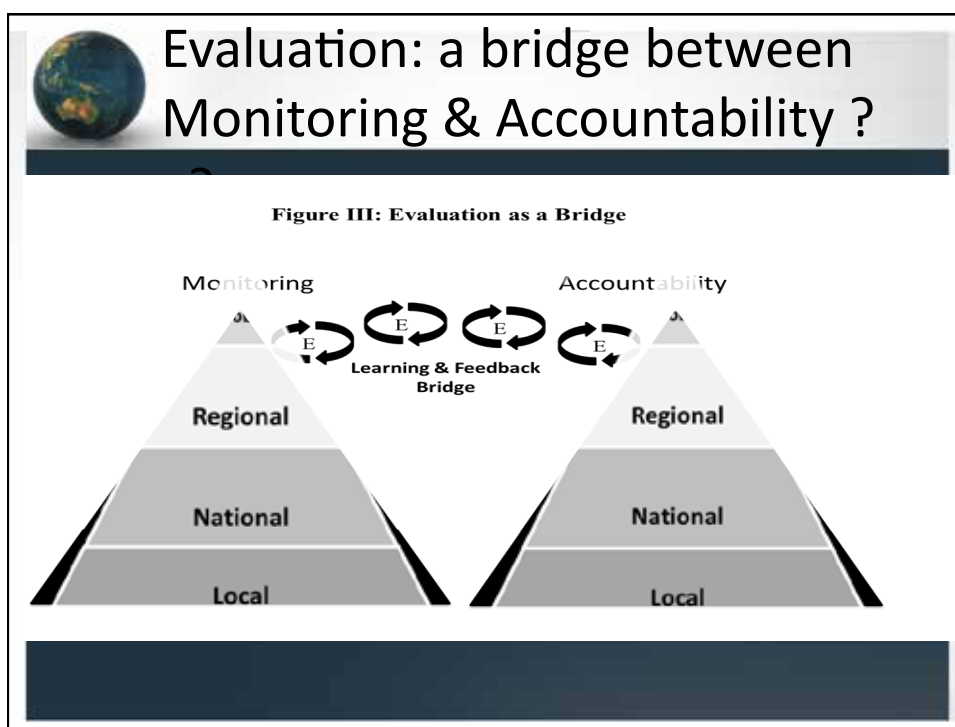 Evaluation: a bridge between
Monitoring & Accountability ?
?
Figure III: Evaluation as a Bridge
Monitoring
Accountability
E
E
E
E
Learning & Feedback
Bridge
Regional
Regional
National
National
Local
Local